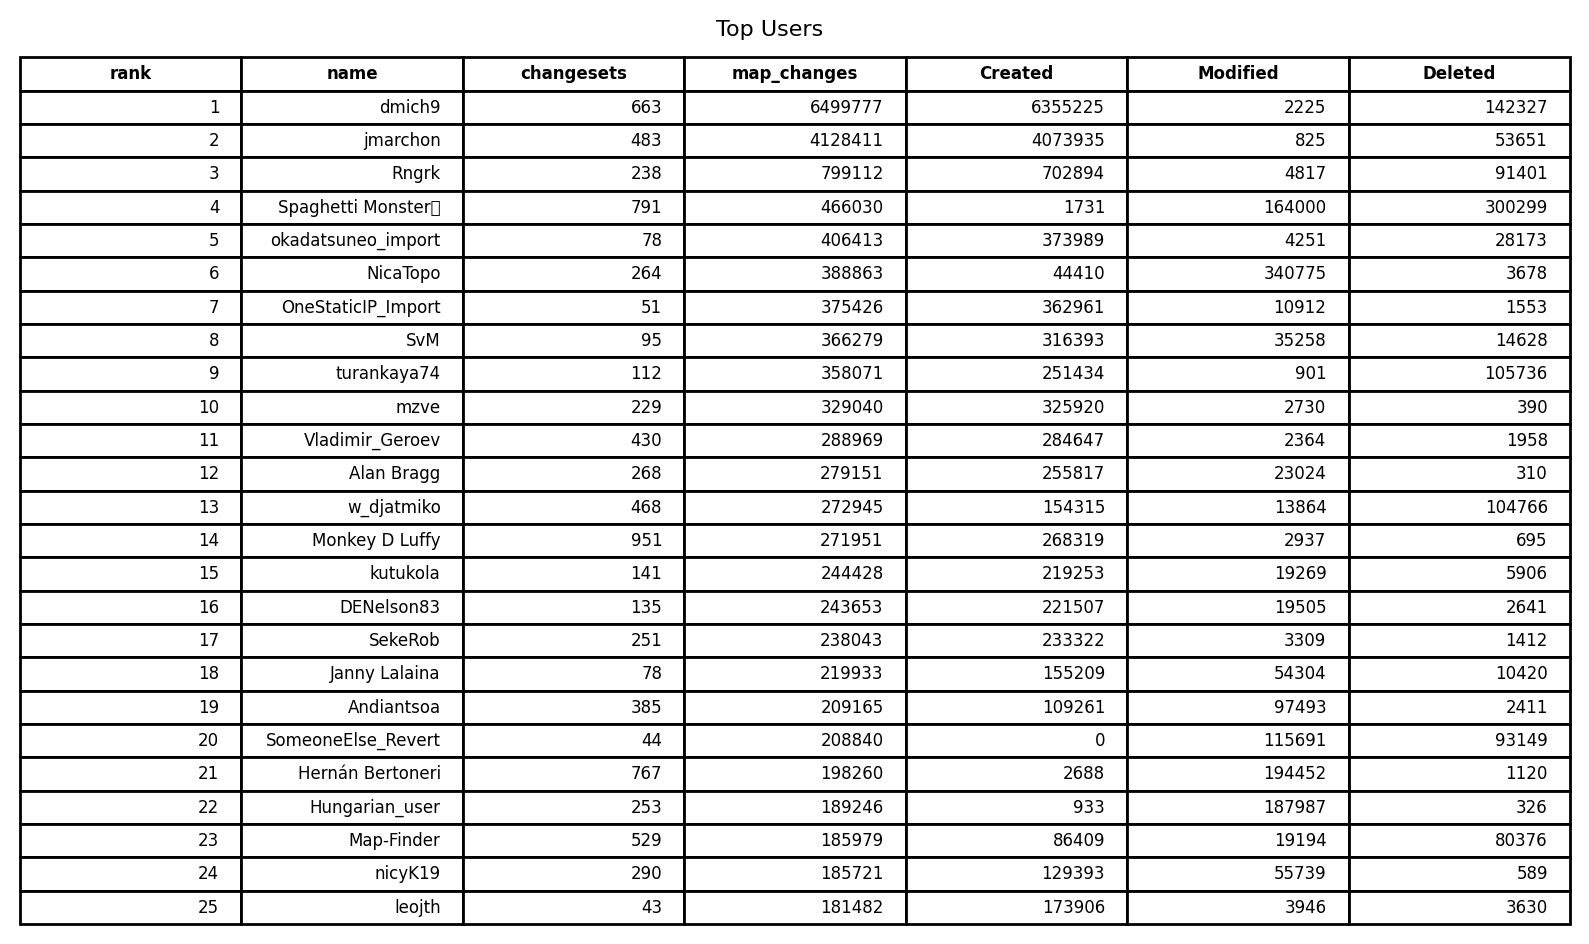 Top Users
rank name changesets map_changes Created Modified Deleted
1 dmich9 663 6499777 6355225 2225 142327
2 jmarchon 483 4128411 4073935 825 53651
3 Rngrk 238 799112 702894 4817 91401
4 Spaghetti Monster 791 466030 1731 164000 300299
5 okadatsuneo_import 78 406413 373989 4251 28173
6 NicaTopo 264 388863 44410 340775 3678
7 OneStaticIP_Import 51 375426 362961 10912 1553
8 SvM 95 366279 316393 35258 14628
9 turankaya74 112 358071 251434 901 105736
10 mzve 229 329040 325920 2730 390
11 Vladimir_Geroev 430 288969 284647 2364 1958
12 Alan Bragg 268 279151 255817 23024 310
13 w_djatmiko 468 272945 154315 13864 104766
14 Monkey D Luffy 951 271951 268319 2937 695
15 kutukola 141 244428 219253 19269 5906
16 DENelson83 135 243653 221507 19505 2641
17 SekeRob 251 238043 233322 3309 1412
18 Janny Lalaina 78 219933 155209 54304 10420
19 Andiantsoa 385 209165 109261 97493 2411
20 SomeoneElse_Revert 44 208840 0 115691 93149
21 Hernán Bertoneri 767 198260 2688 194452 1120
22 Hungarian_user 253 189246 933 187987 326
23 Map-Finder 529 185979 86409 19194 80376
24 nicyK19 290 185721 129393 55739 589
25 leojth 43 181482 173906 3946 3630